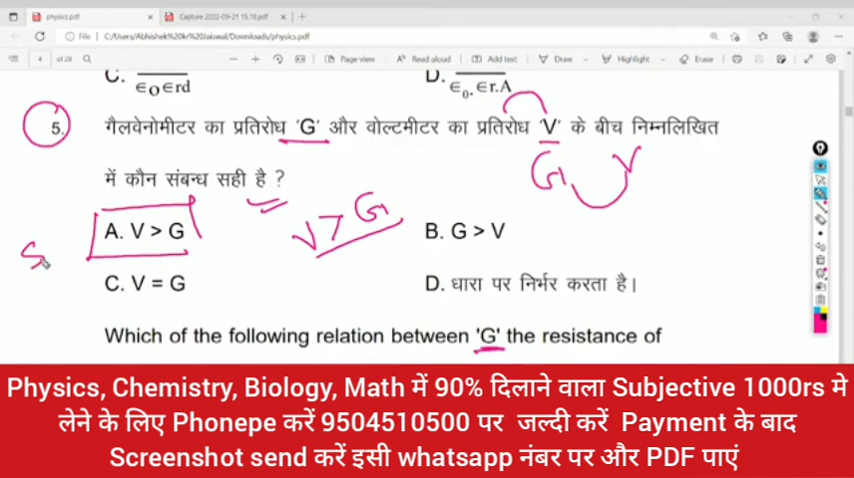 physics.pdf
Capture 2022-09-21 15.18.pdf
File
C:/Users/Abhishek%20kr%20Jaiswal/Downloads/physics.pdf
4 of 28
Page view
Read aloud
Add text
Draw
Highlight
Erase
C. ∈o∈rd
D. ∈₀.∈r.A
5. गैलवेनोमीटर का प्रतिरोध 'G' और वोल्टमीटर का प्रतिरोध 'V' के बीच निम्नलिखित
G V
में कौन संबन्ध सही है ?
V > G
A. V > G
B. G > V
5
C. V = G
D. धारा पर निर्भर करता है।
Which of the following relation between 'G' the resistance of
Physics, Chemistry, Biology, Math में 90% दिलाने वाला Subjective 1000rs मे
लेने के लिए Phonepe करें 9504510500 पर जल्दी करें Payment के बाद
Screenshot send करें इसी whatsapp नंबर पर और PDF पाएं